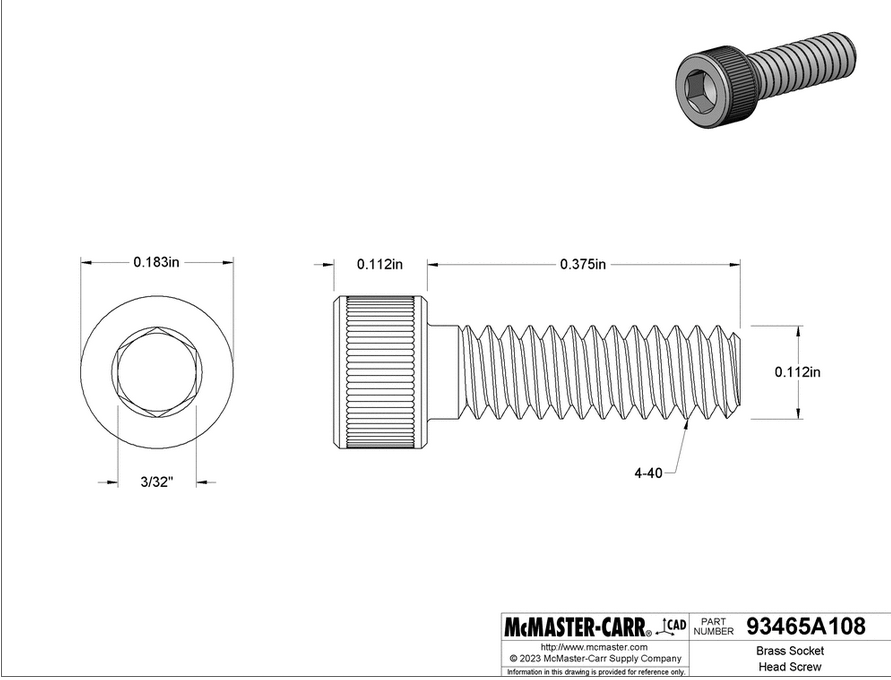 0.183in
0.112in
0.375in
0.112in
4-40
3/32"
McMASTER-CARR® CAD
http://www.mcmaster.com
© 2023 McMaster-Carr Supply Company
Information in this drawing is provided for reference only.
PART
NUMBER
93465A108
Brass Socket
Head Screw